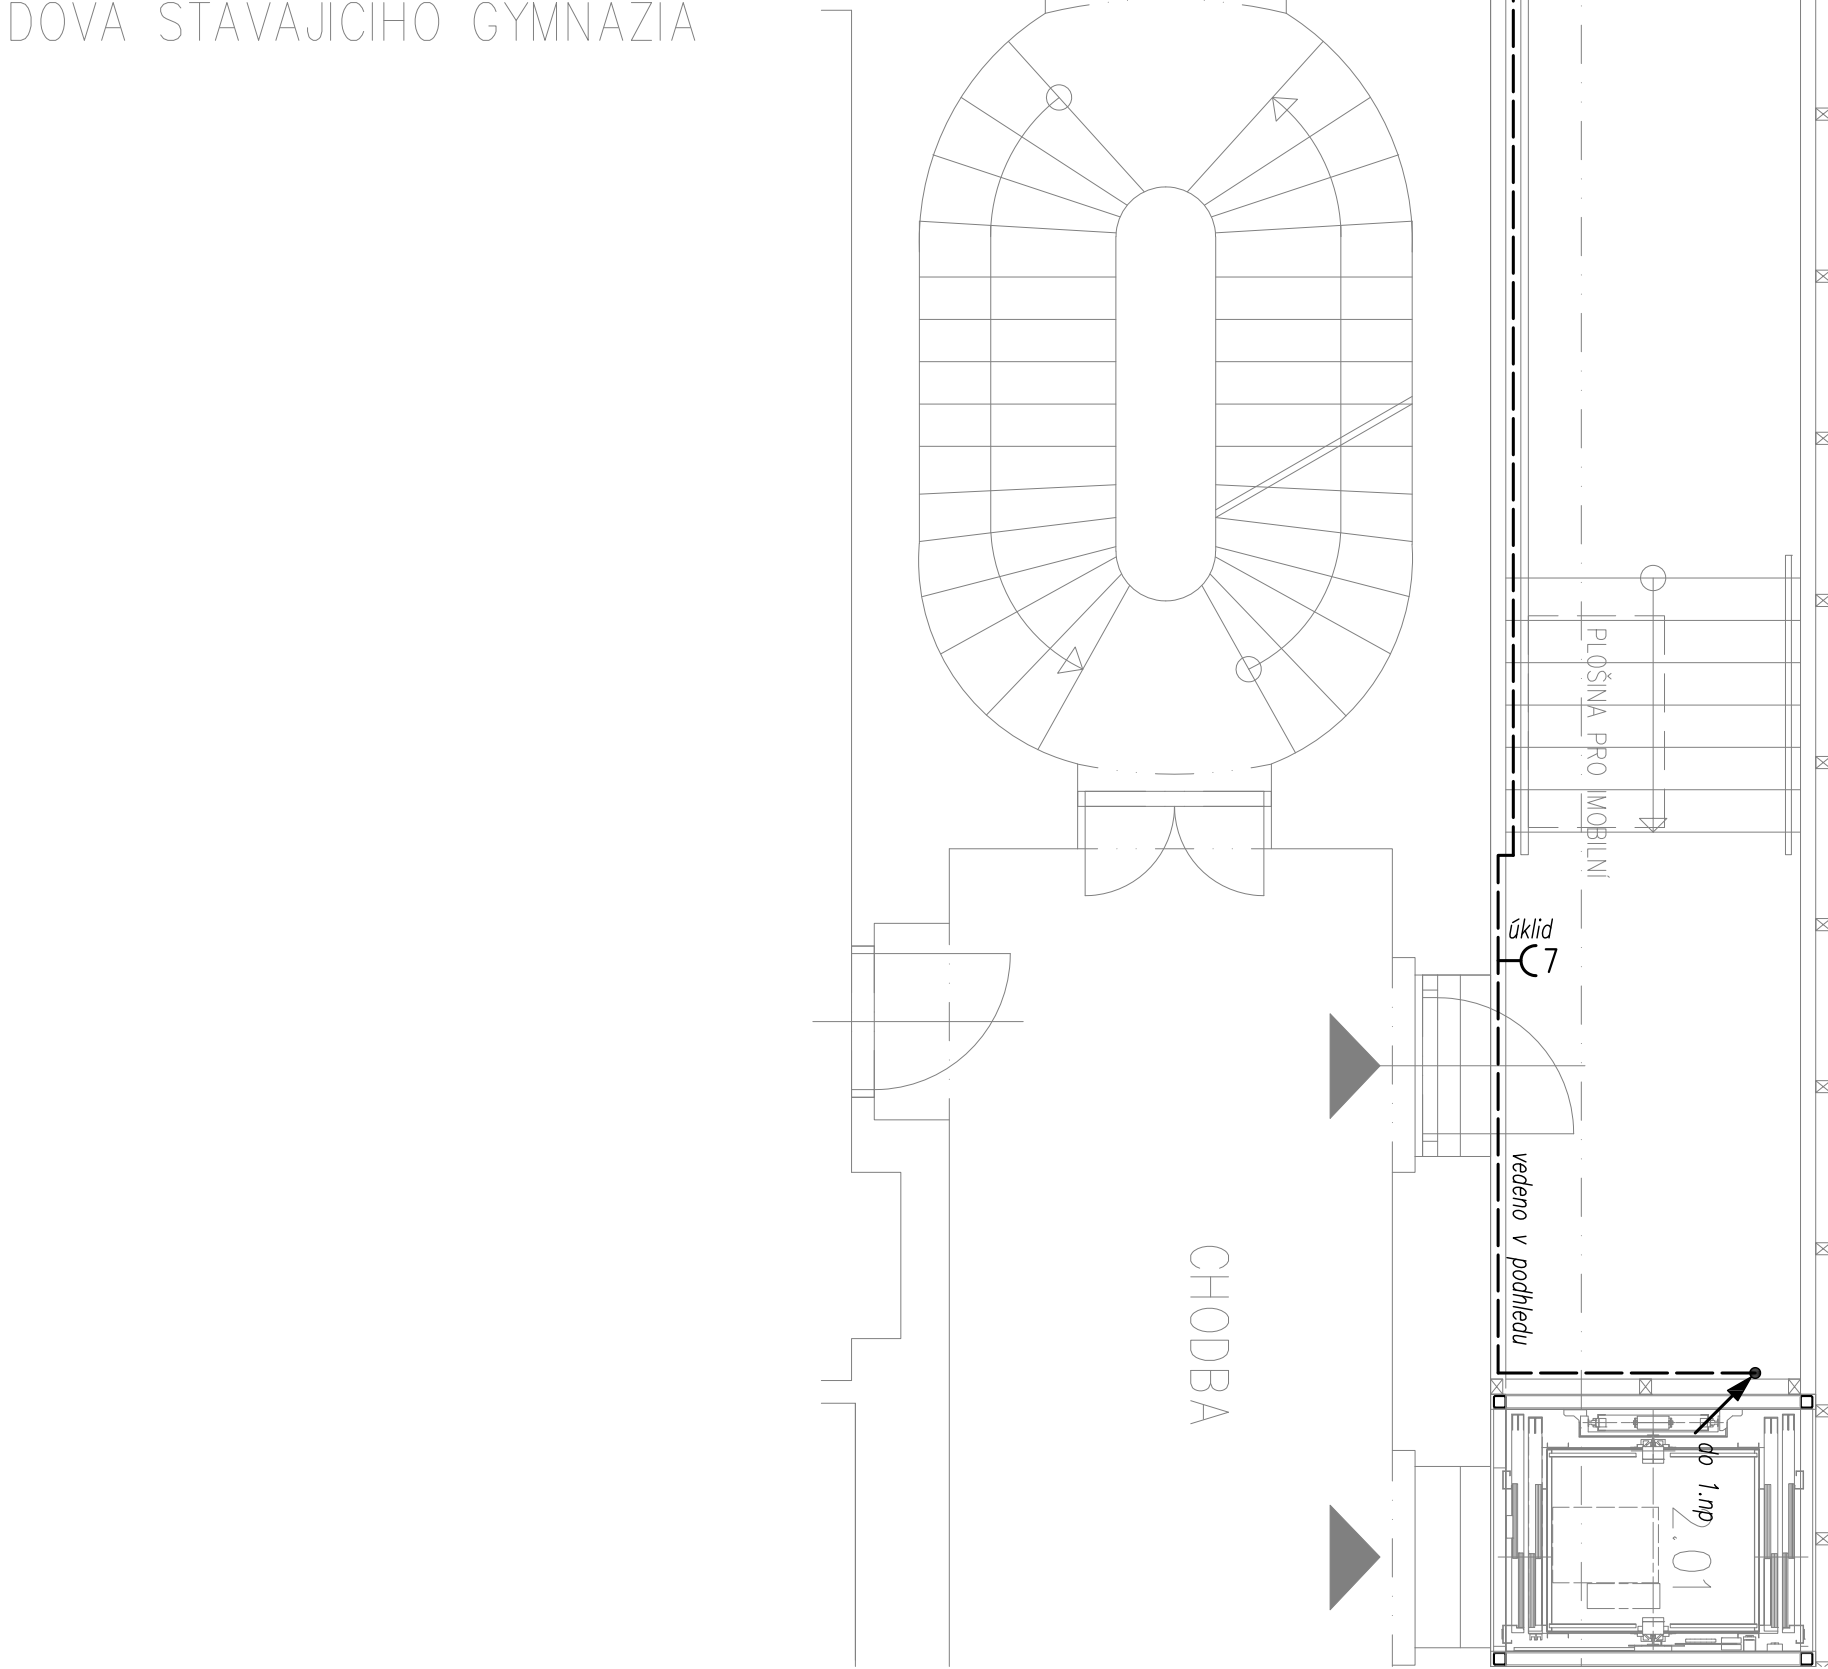 DOVA STAVAJICIHO GYMNAZIA
PLOŠINA PRO IMOBILNÍ
úklid
7
vedeno v podhledu
CHODBA
do 1.np
2.01